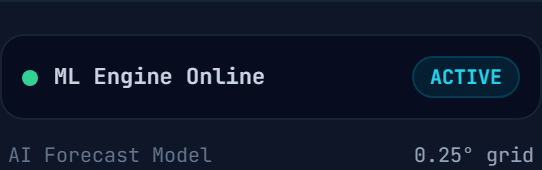 ML Engine Online ACTIVE
AI Forecast Model 0.25° grid